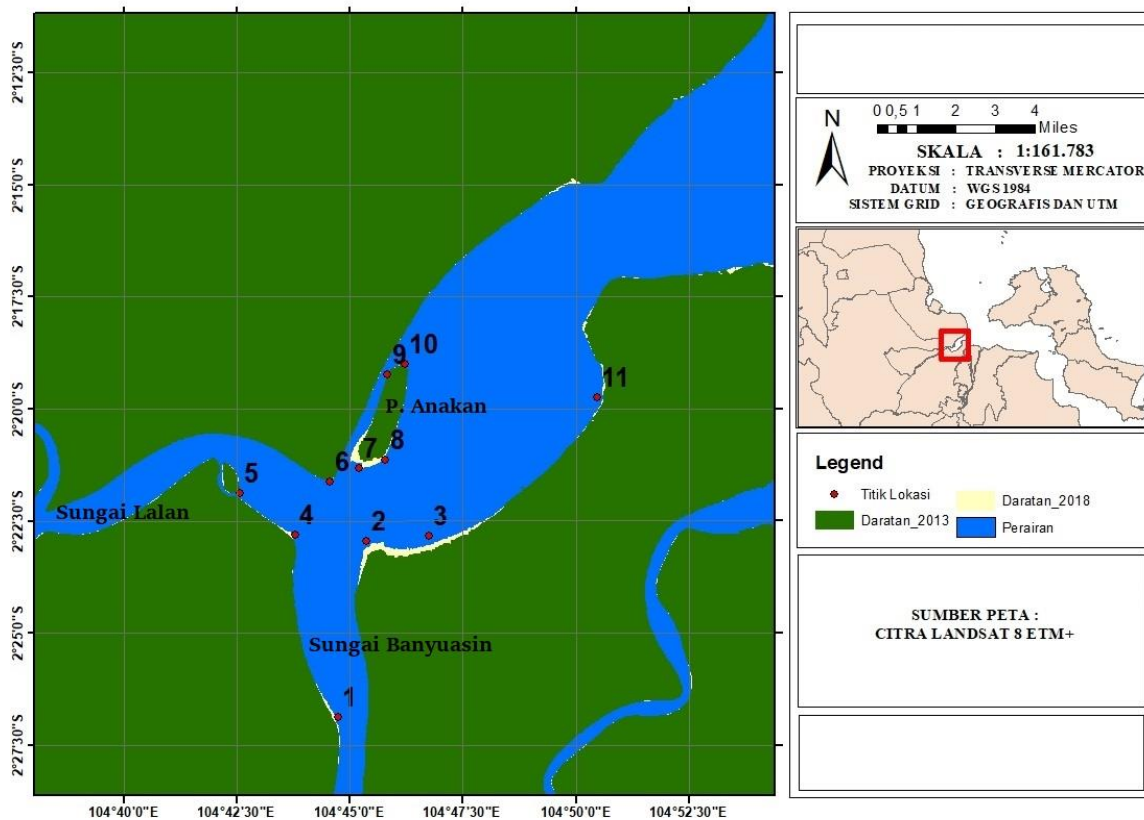 2°12'30"S
2°15'0"S
2°17'30"S
2°20'0"S
2°22'30"S
2°25'0"S
2°27'30"S
10
9
P. Anakan
11
8
7
6
5
Sungai Lalan
4
2
3
Sungai Banyuasin
1
104°40'0"E
104°42'30"E
104°45'0"E
104°47'30"E
104°50'0"E
104°52'30"E
N
0 0,5 1 2 3 4
Miles
SKALA : 1:161.783
PROYEKSI : TRANSVERSE MERCATOR
DATUM : WGS 1984
SISTEM GRID : GEOGRAFIS DAN UTM
Legend
Titik Lokasi
Daratan_2013
Daratan_2018
Perairan
SUMBER PETA :
CITRA LANDSAT 8 ETM+